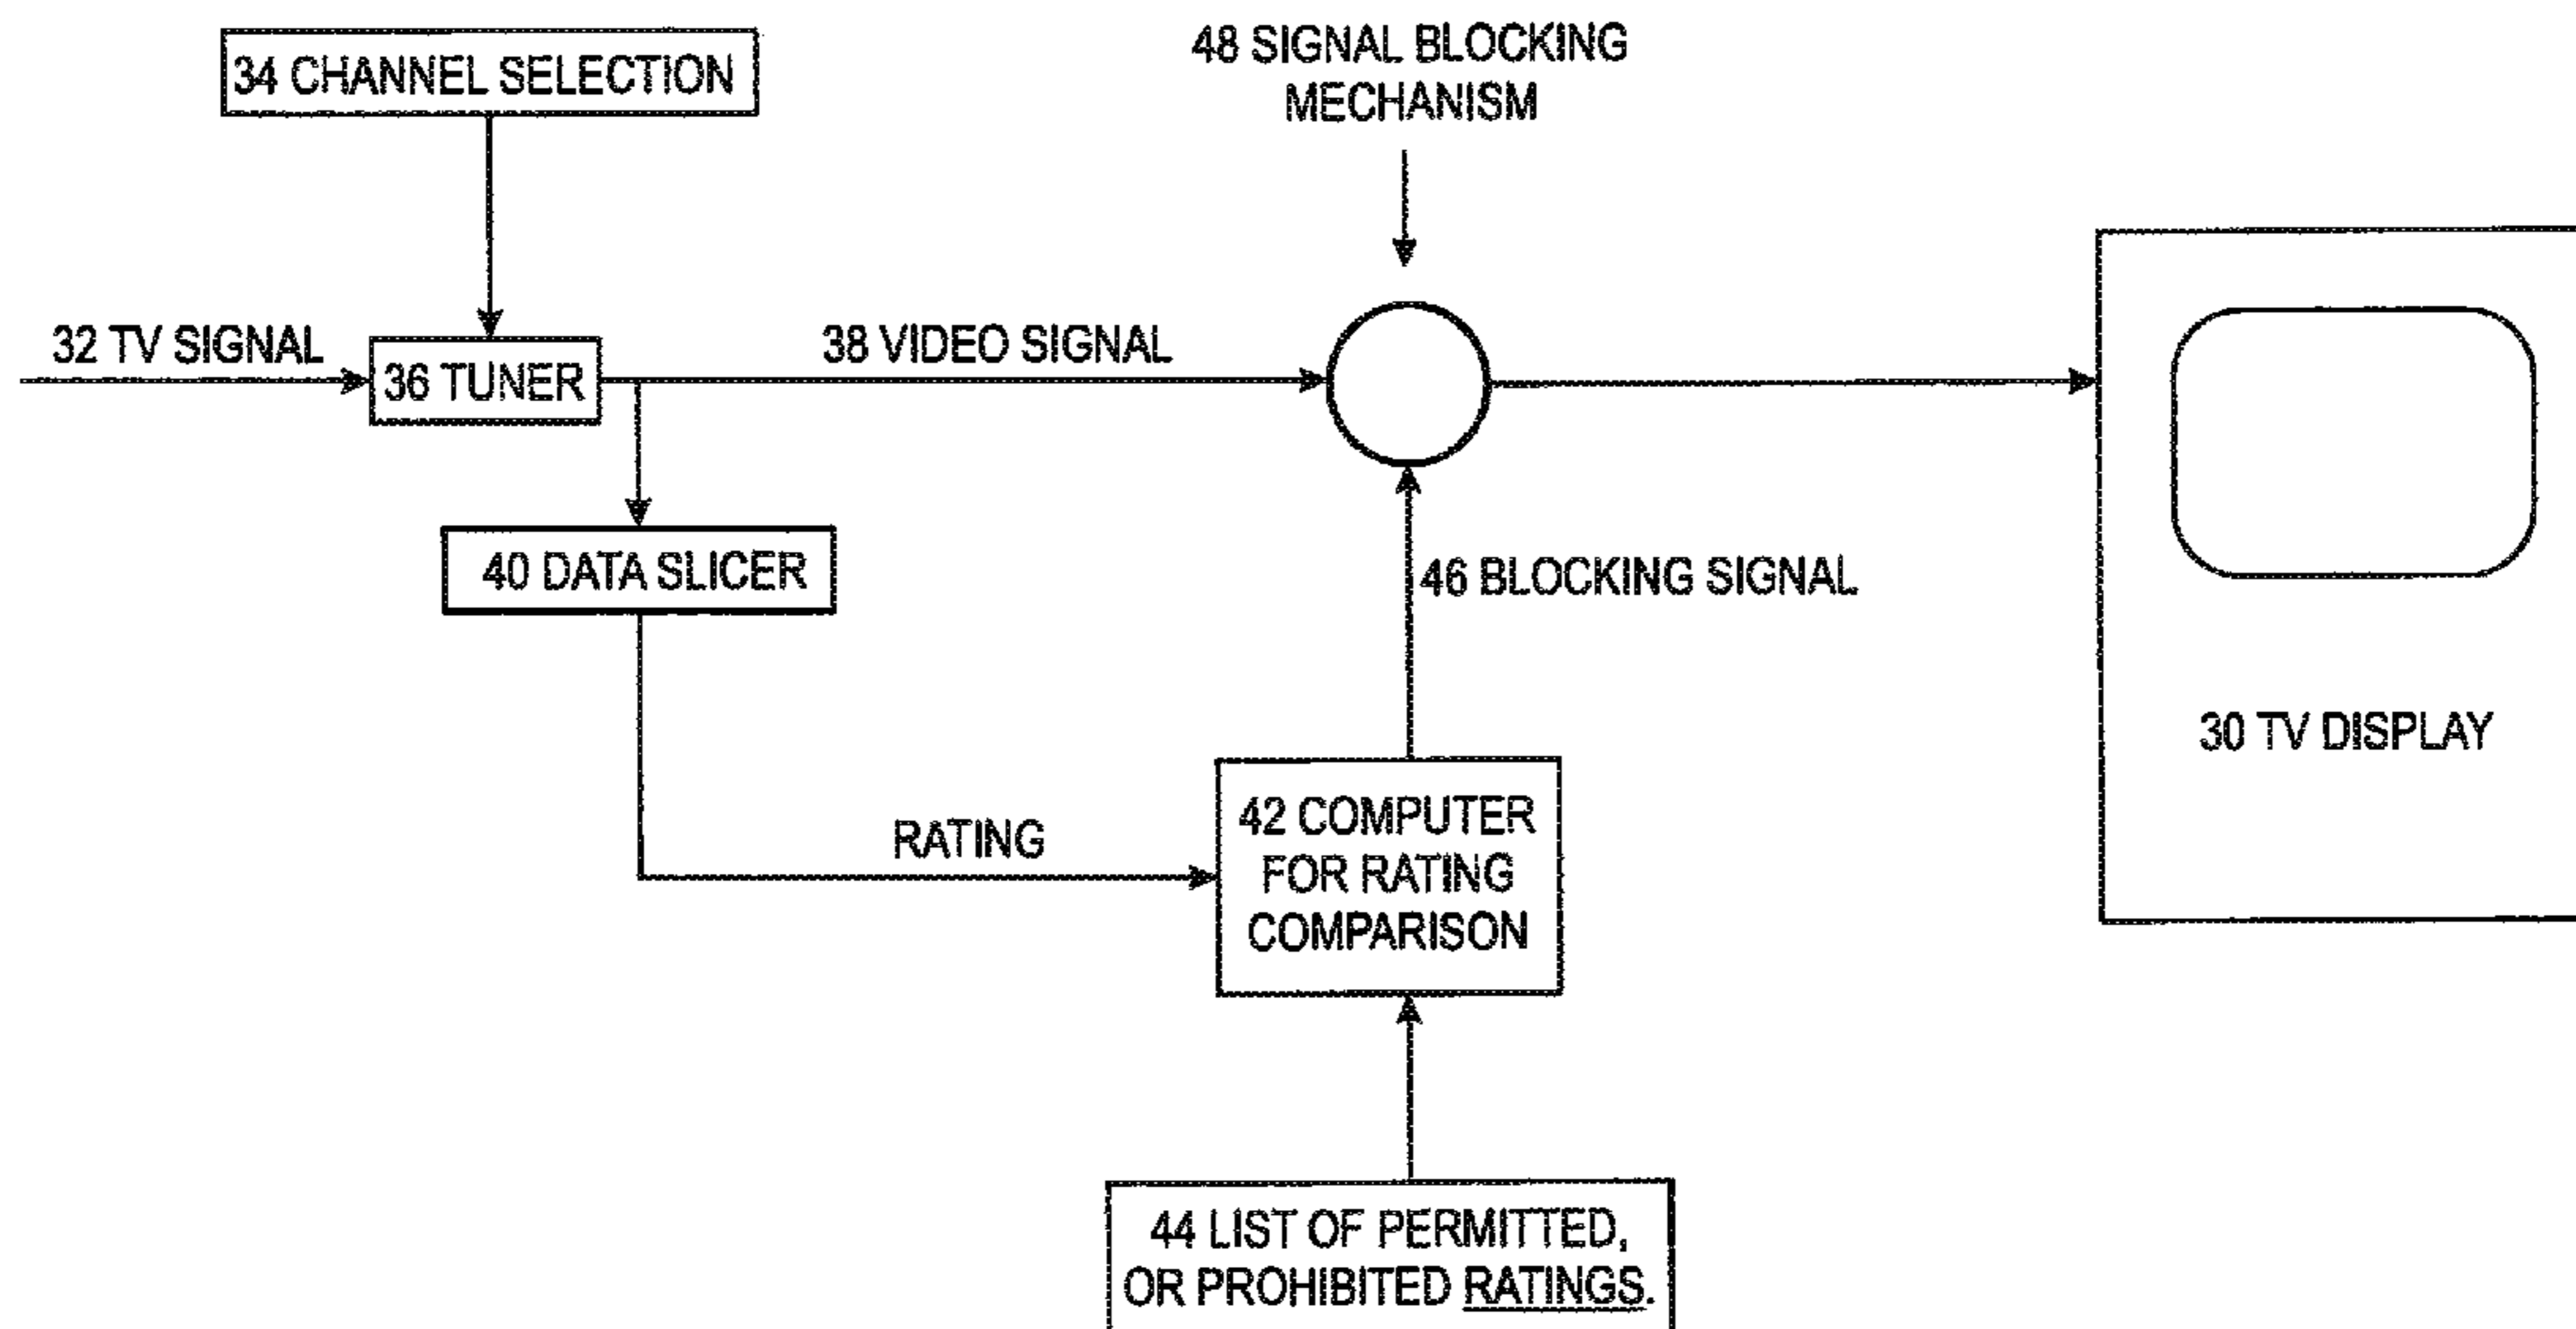 34 CHANNEL SELECTION
48 SIGNAL BLOCKING
MECHANISM
32 TV SIGNAL
36 TUNER
38 VIDEO SIGNAL
40 DATA SLICER
46 BLOCKING SIGNAL
30 TV DISPLAY
RATING
42 COMPUTER
FOR RATING
COMPARISON
44 LIST OF PERMITTED,
OR PROHIBITED RATINGS.